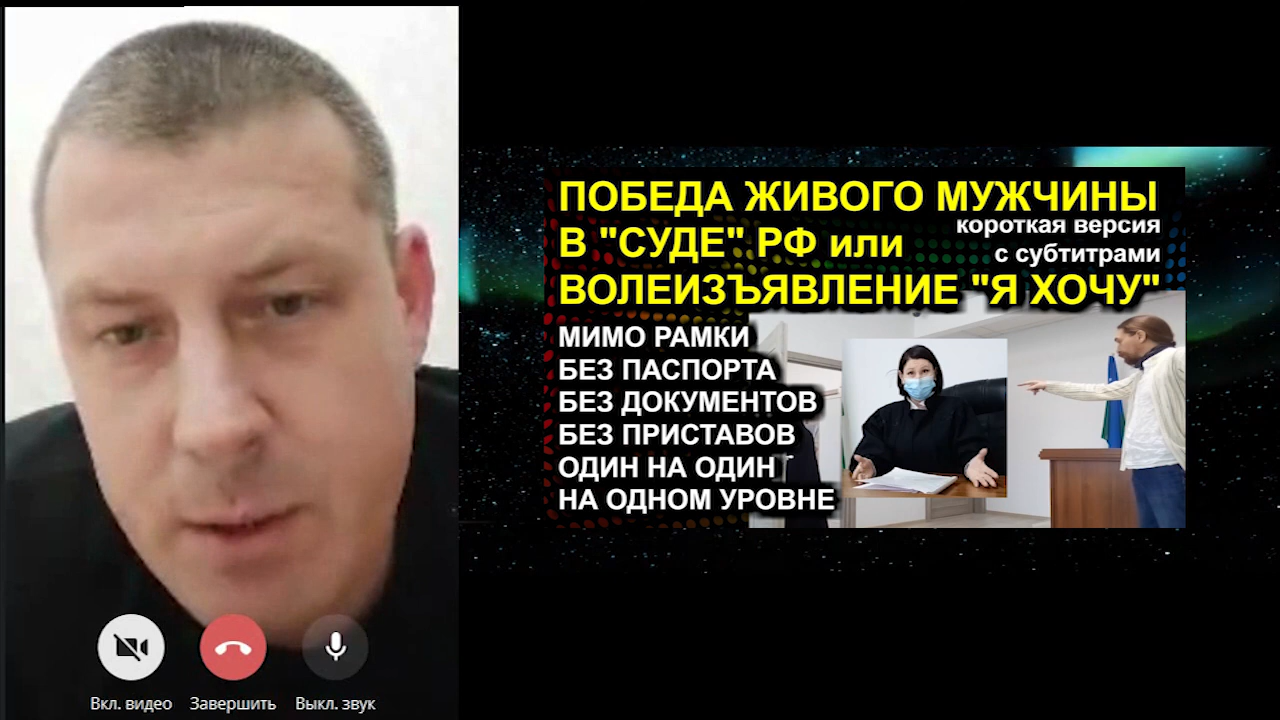 ПОБЕДА ЖИВОГО МУЖЧИНЫ
короткая версия
В "СУДЕ" РФ или
с субтитрами
ВОЛЕИЗЪЯВЛЕНИЕ "Я ХОЧУ"
МИМО РАМКИ
БЕЗ ПАСПОРТА
БЕЗ ДОКУМЕНТОВ
БЕЗ ПРИСТАВОВ
ОДИН НА ОДИН
НА ОДНОМ УРОВНЕ
Вкл. видео Завершить Выкл. звук